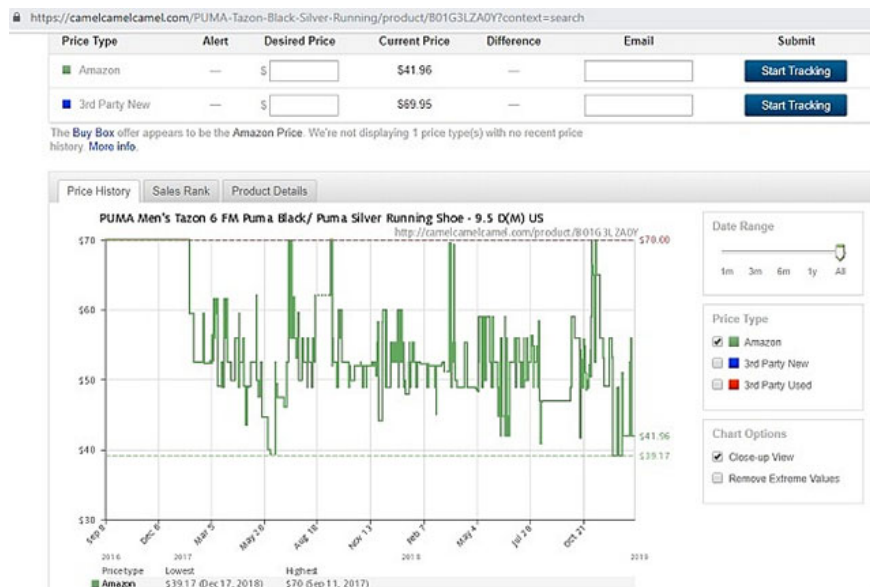 https://camelcamelcamel.com/PUMA-Tazon-Black-Silver-Running/product/B01G3LZA0Y?context=search
Price Type Alert Desired Price Current Price Difference Email Submit
Amazon — $ $41.96 — Start Tracking
3rd Party New — $ $69.95 — Start Tracking
The Buy Box offer appears to be the Amazon Price. We're not displaying 1 price type(s) with no recent price
history. More info.
Price History Sales Rank Product Details
PUMA Men's Tazon 6 FM Puma Black/ Puma Silver Running Shoe - 9.5 D(M) US
http://camelcamelcamel.com/product/B01G3LZA0Y
$70
$70.00
$60
$50
$40
$41.96
$39.17
$30
Sep 9 Dec 6 Mar 5 May 28 Aug 18 Nov 13 Feb 7 May 4 Jul 28 Oct 21
2016 2017 2018 2019
Price type Lowest Highest
Amazon $39.17 (Dec 17, 2018) $70 (Sep 11, 2017)
Date Range
1m 3m 6m 1y All
Price Type
Amazon
3rd Party New
3rd Party Used
Chart Options
Close-up View
Remove Extreme Values